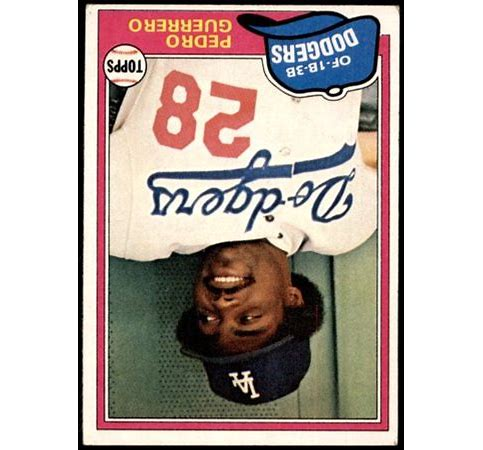 LA
Dodgers
28
TOPPS
PEDRO
GUERRERO
DODGERS
OF-1B-3B